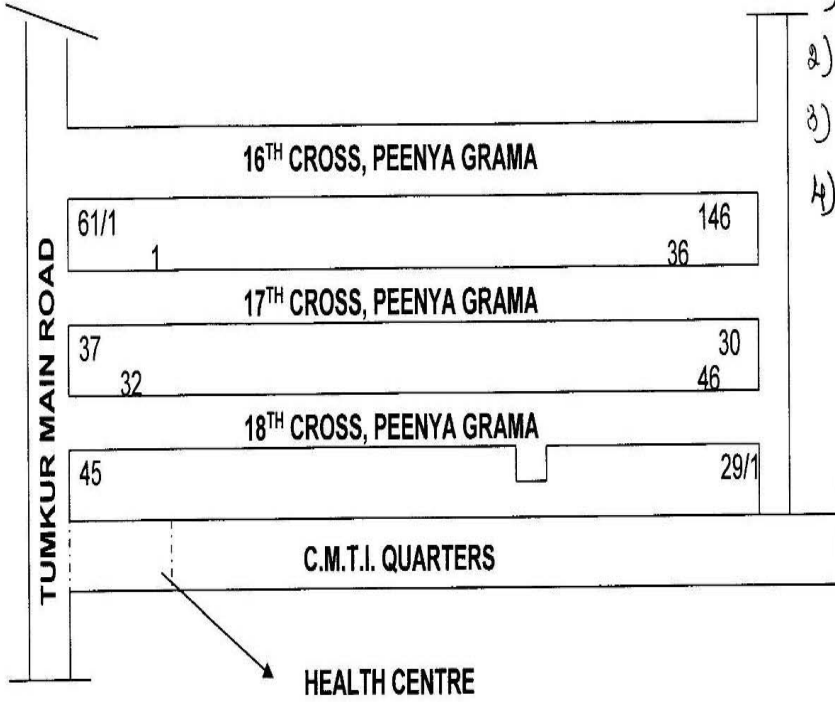 2)
3)
16TH CROSS, PEENYA GRAMA
4)
61/1 146
1 36
17TH CROSS, PEENYA GRAMA
37 30
32 46
18TH CROSS, PEENYA GRAMA
45 29/1
TUMKUR MAIN ROAD
C.M.T.I. QUARTERS
HEALTH CENTRE